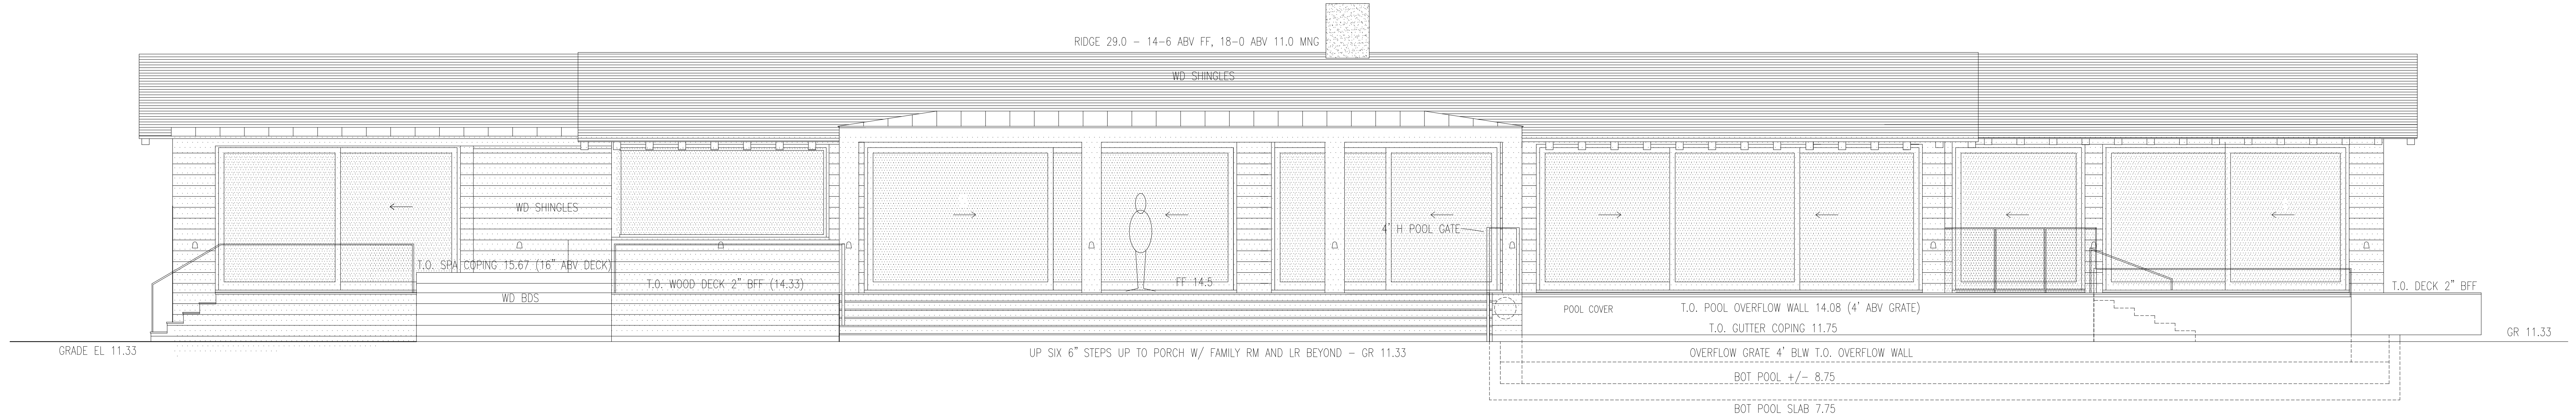 RIDGE 29.0 - 14-6 ABV FF, 18-0 ABV 11.0 MNG
WD SHINGLES
WD SHINGLES
4' H POOL GATE
T.O. SPA COPING 15.67 (16" ABV DECK)
T.O. WOOD DECK 2" BFF (14.33)
FF 14.5
T.O. DECK 2" BFF
WD BDS
POOL COVER
T.O. POOL OVERFLOW WALL 14.08 (4' ABV GRATE)
T.O. GUTTER COPING 11.75
GR 11.33
GRADE EL 11.33
UP SIX 6" STEPS UP TO PORCH W/ FAMILY RM AND LR BEYOND - GR 11.33
OVERFLOW GRATE 4' BLW T.O. OVERFLOW WALL
BOT POOL +/- 8.75
BOT POOL SLAB 7.75